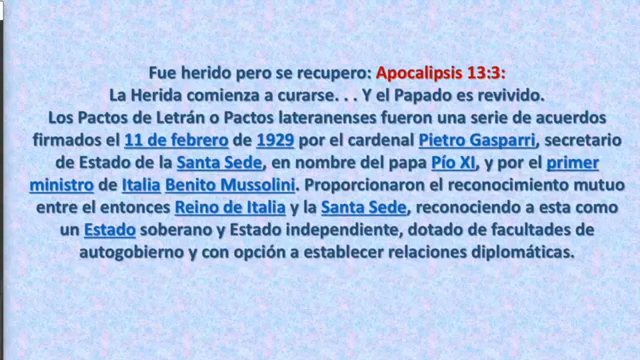 Fue herido pero se recupero: Apocalipsis 13:3:
La Herida comienza a curarse. . . Y el Papado es revivido.
Los Pactos de Letrán o Pactos lateranenses fueron una serie de acuerdos
firmados el 11 de febrero de 1929 por el cardenal Pietro Gasparri, secretario
de Estado de la Santa Sede, en nombre del papa Pío XI, y por el primer
ministro de Italia Benito Mussolini. Proporcionaron el reconocimiento mutuo
entre el entonces Reino de Italia y la Santa Sede, reconociendo a esta como
un Estado soberano y Estado independiente, dotado de facultades de
autogobierno y con opción a establecer relaciones diplomáticas.